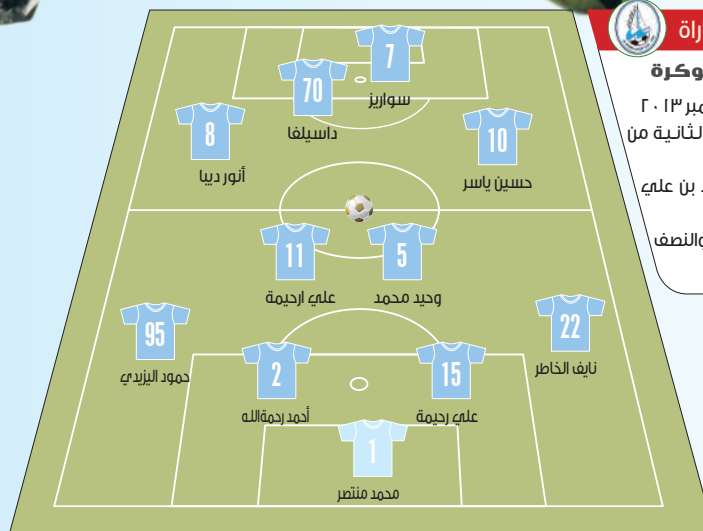 7
سواريز
70
داسيلفا
8
أنور ديبا
10
حسين ياسر
11
علي ارحيمة
5
وحيد محمد
95
حمود اليزيدي
22
نايف الخاطر
2
أحمد رحمةالله
15
علي رحيمة
1
محمد منتصر
٢٠١٣
الثانية من
بن علي
والنصف